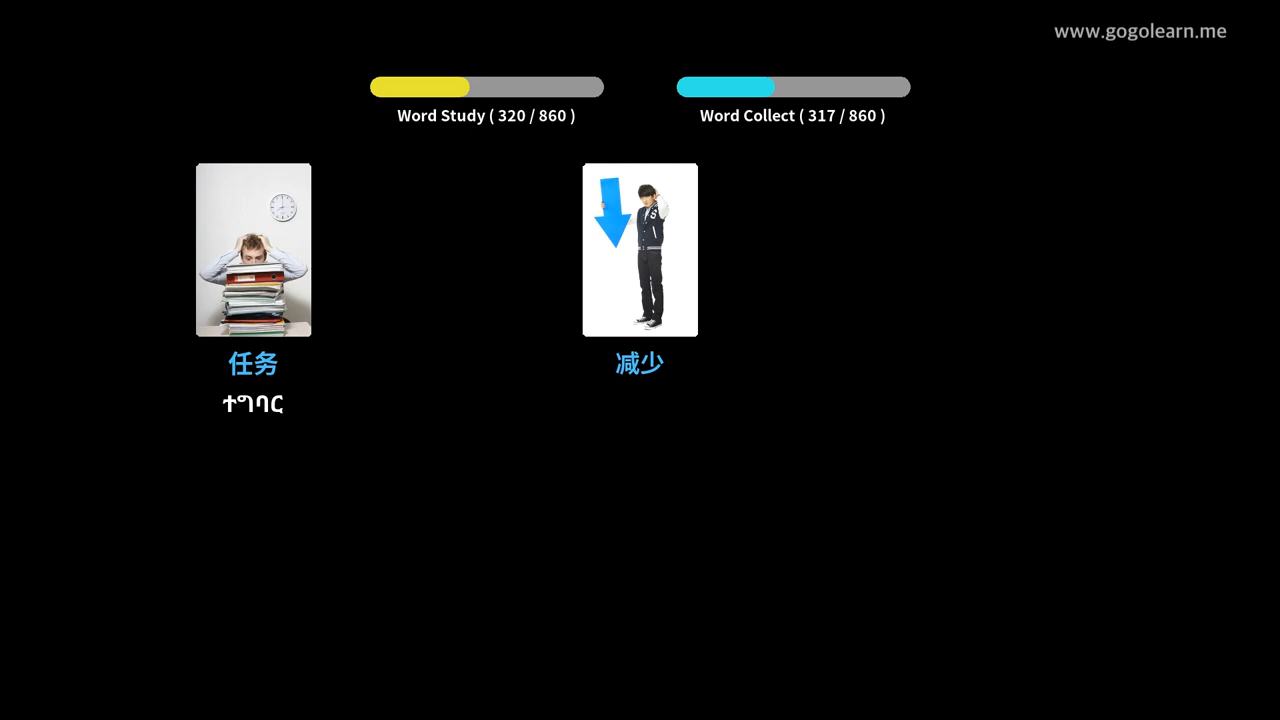 www.gogolearn.me
Word Study ( 320 / 860 )
Word Collect ( 317 / 860 )
任务
ተግባር
减少